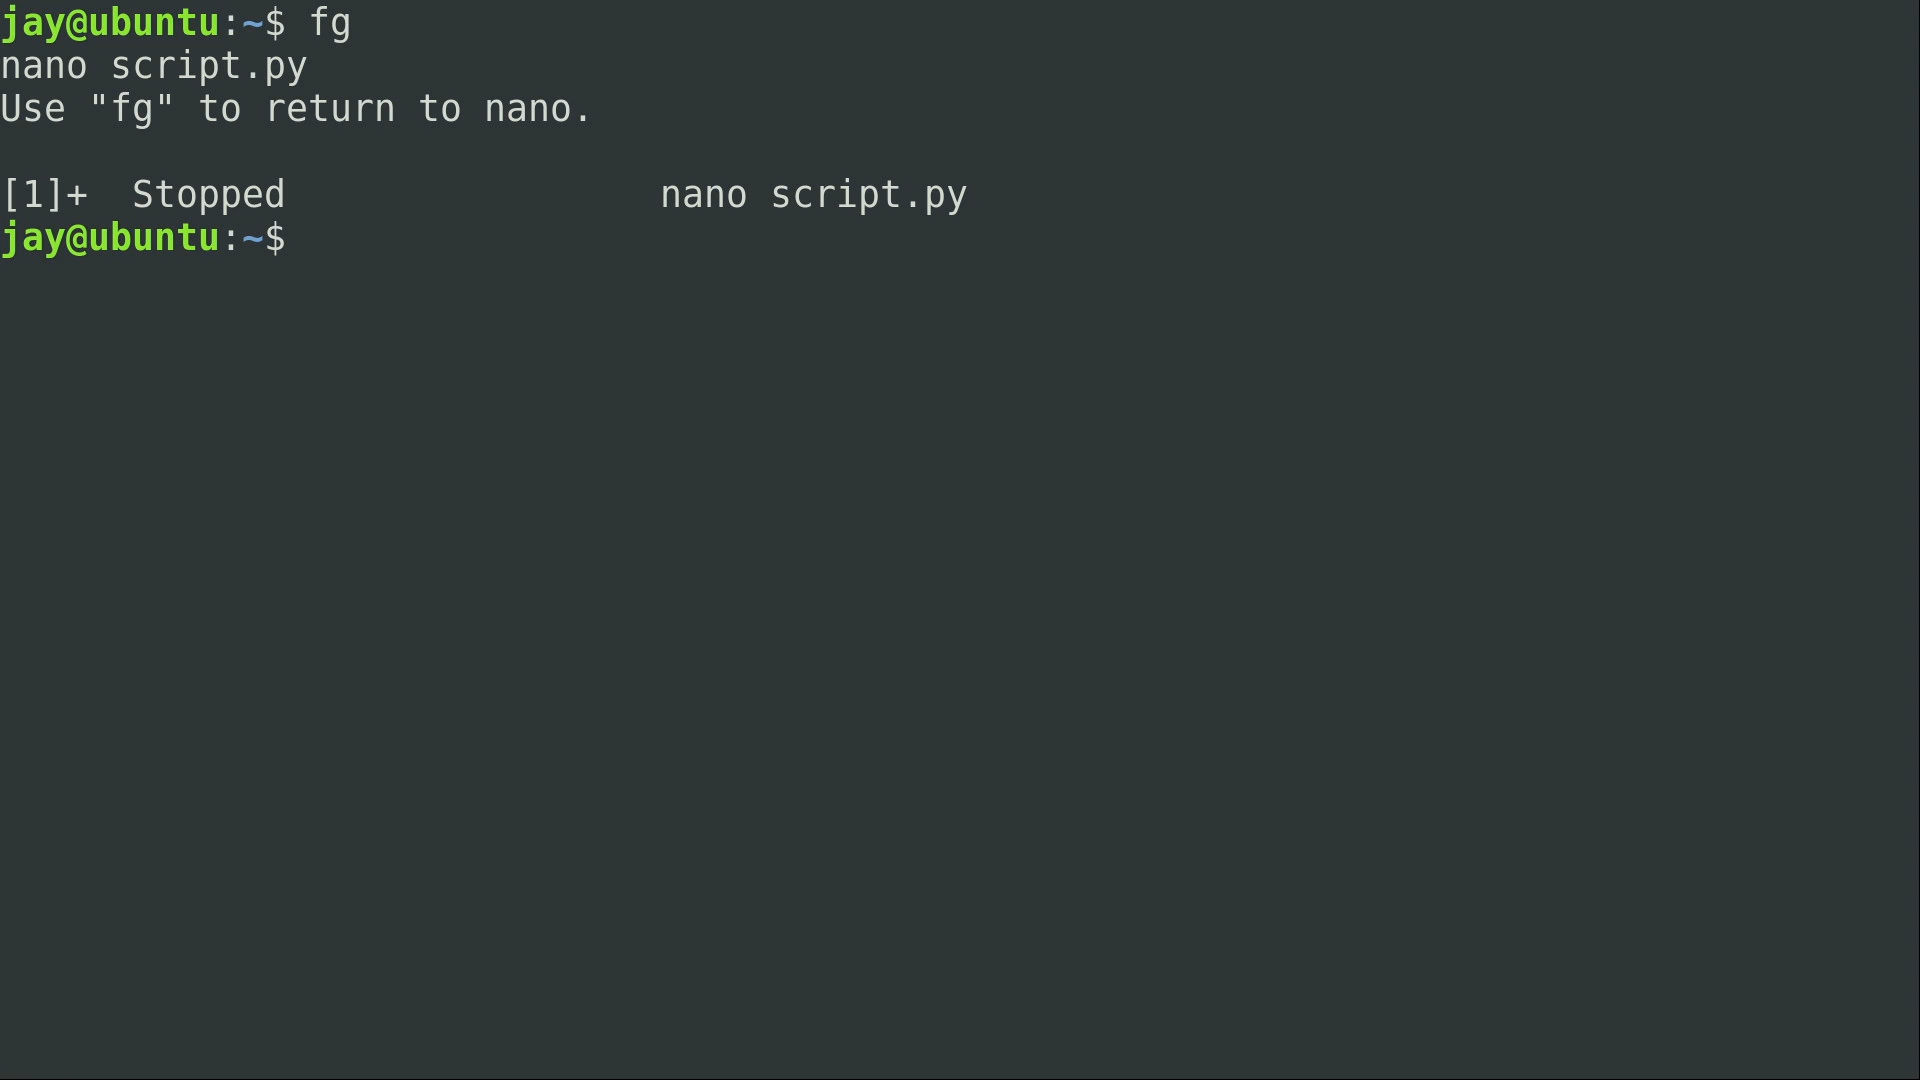 jay@ubuntu:~$ fg
nano script.py
Use "fg" to return to nano.

[1]+  Stopped                 nano script.py
jay@ubuntu:~$